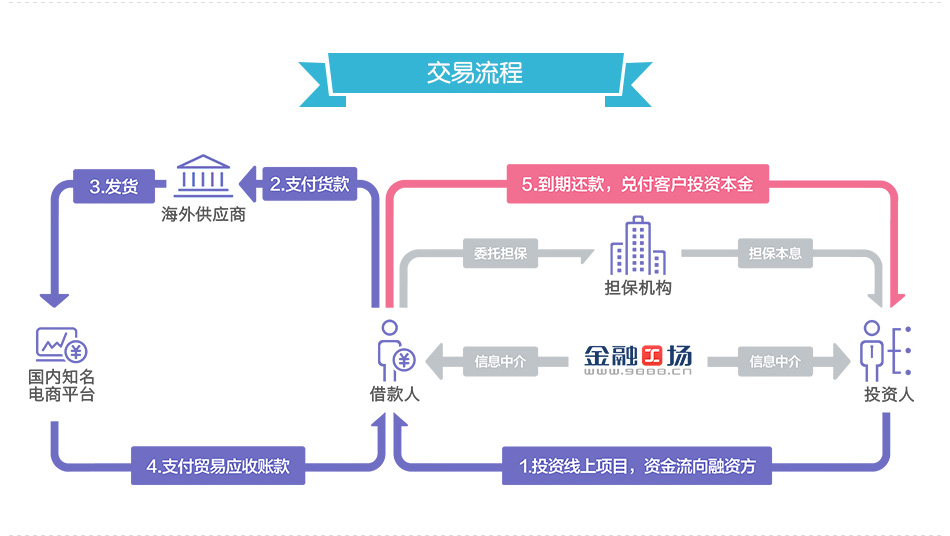 交易流程
3.发货
2.支付货款
5.到期还款，兑付客户投资本金
海外供应商
委托担保
担保本息
担保机构
国内知名
电商平台
借款人
信息中介
金融工场
www.9888.cn
信息中介
投资人
4.支付贸易应收账款
1.投资线上项目，资金流向融资方